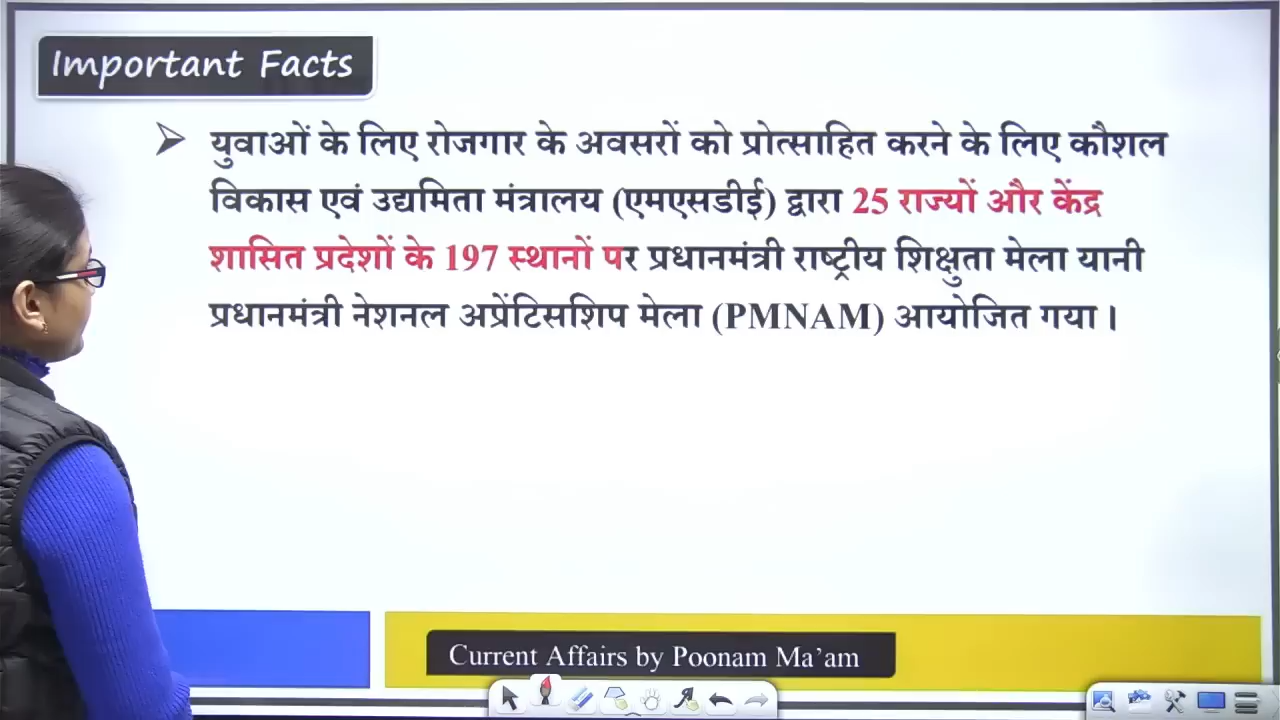 Important Facts
युवाओं के लिए रोजगार के अवसरों को प्रोत्साहित करने के लिए कौशल
विकास एवं उद्यमिता मंत्रालय (एमएसडीई) द्वारा 25 राज्यों और केंद्र
शासित प्रदेशों के 197 स्थानों पर प्रधानमंत्री राष्ट्रीय शिक्षुता मेला यानी
प्रधानमंत्री नेशनल अप्रेंटिसशिप मेला (PMNAM) आयोजित गया।
Current Affairs by Poonam Ma'am